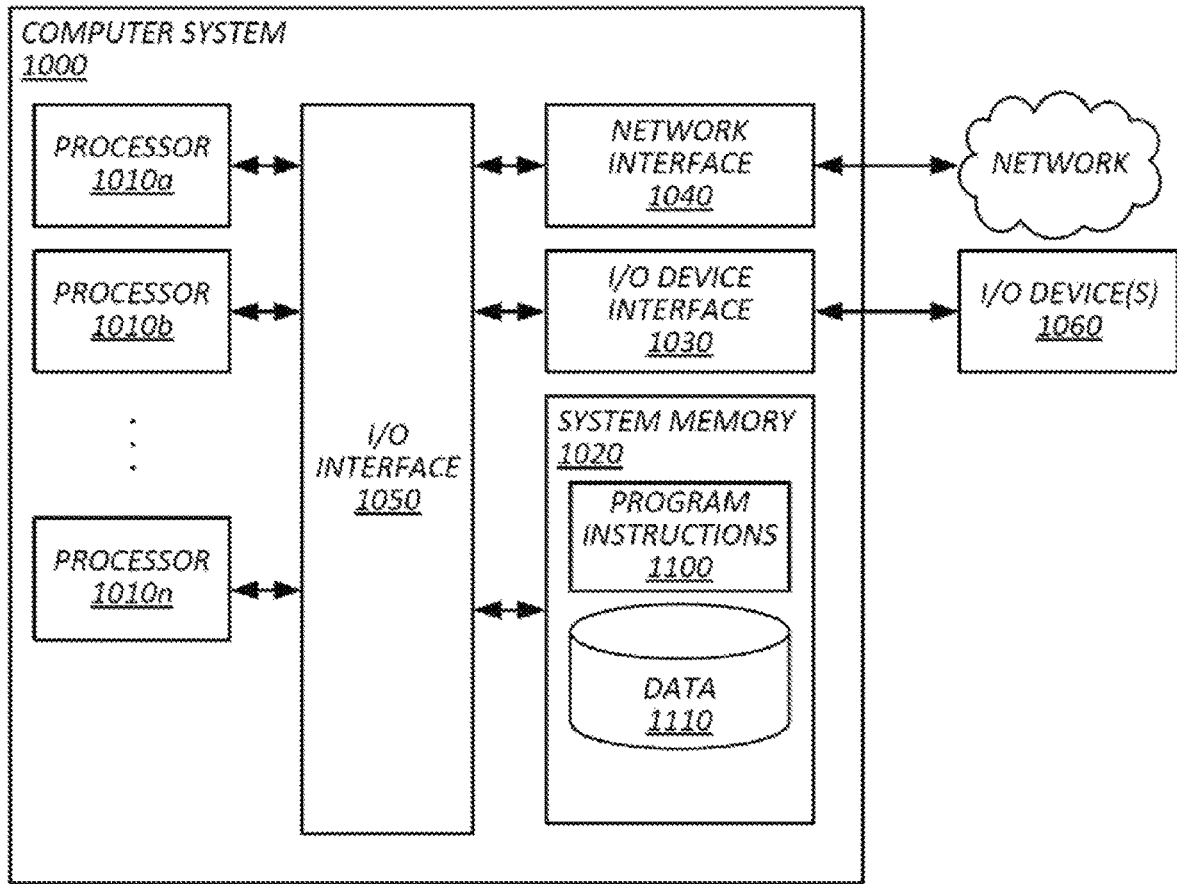 COMPUTER SYSTEM
1000
PROCESSOR
1010a
PROCESSOR
1010b
PROCESSOR
1010n
I/O
INTERFACE
1050
NETWORK
INTERFACE
1040
I/O DEVICE
INTERFACE
1030
SYSTEM MEMORY
1020
PROGRAM
INSTRUCTIONS
1100
DATA
1110
NETWORK
I/O DEVICE(S)
1060